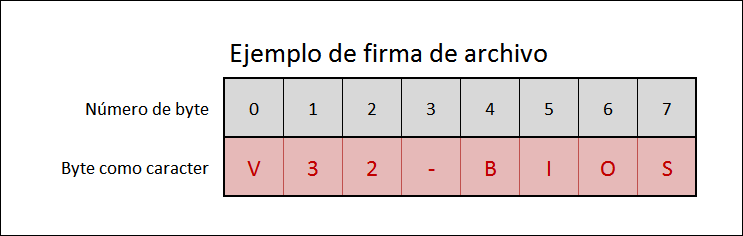 Ejemplo de firma de archivo
Número de byte 0 1 2 3 4 5 6 7
Byte como caracter V 3 2 - B I O S